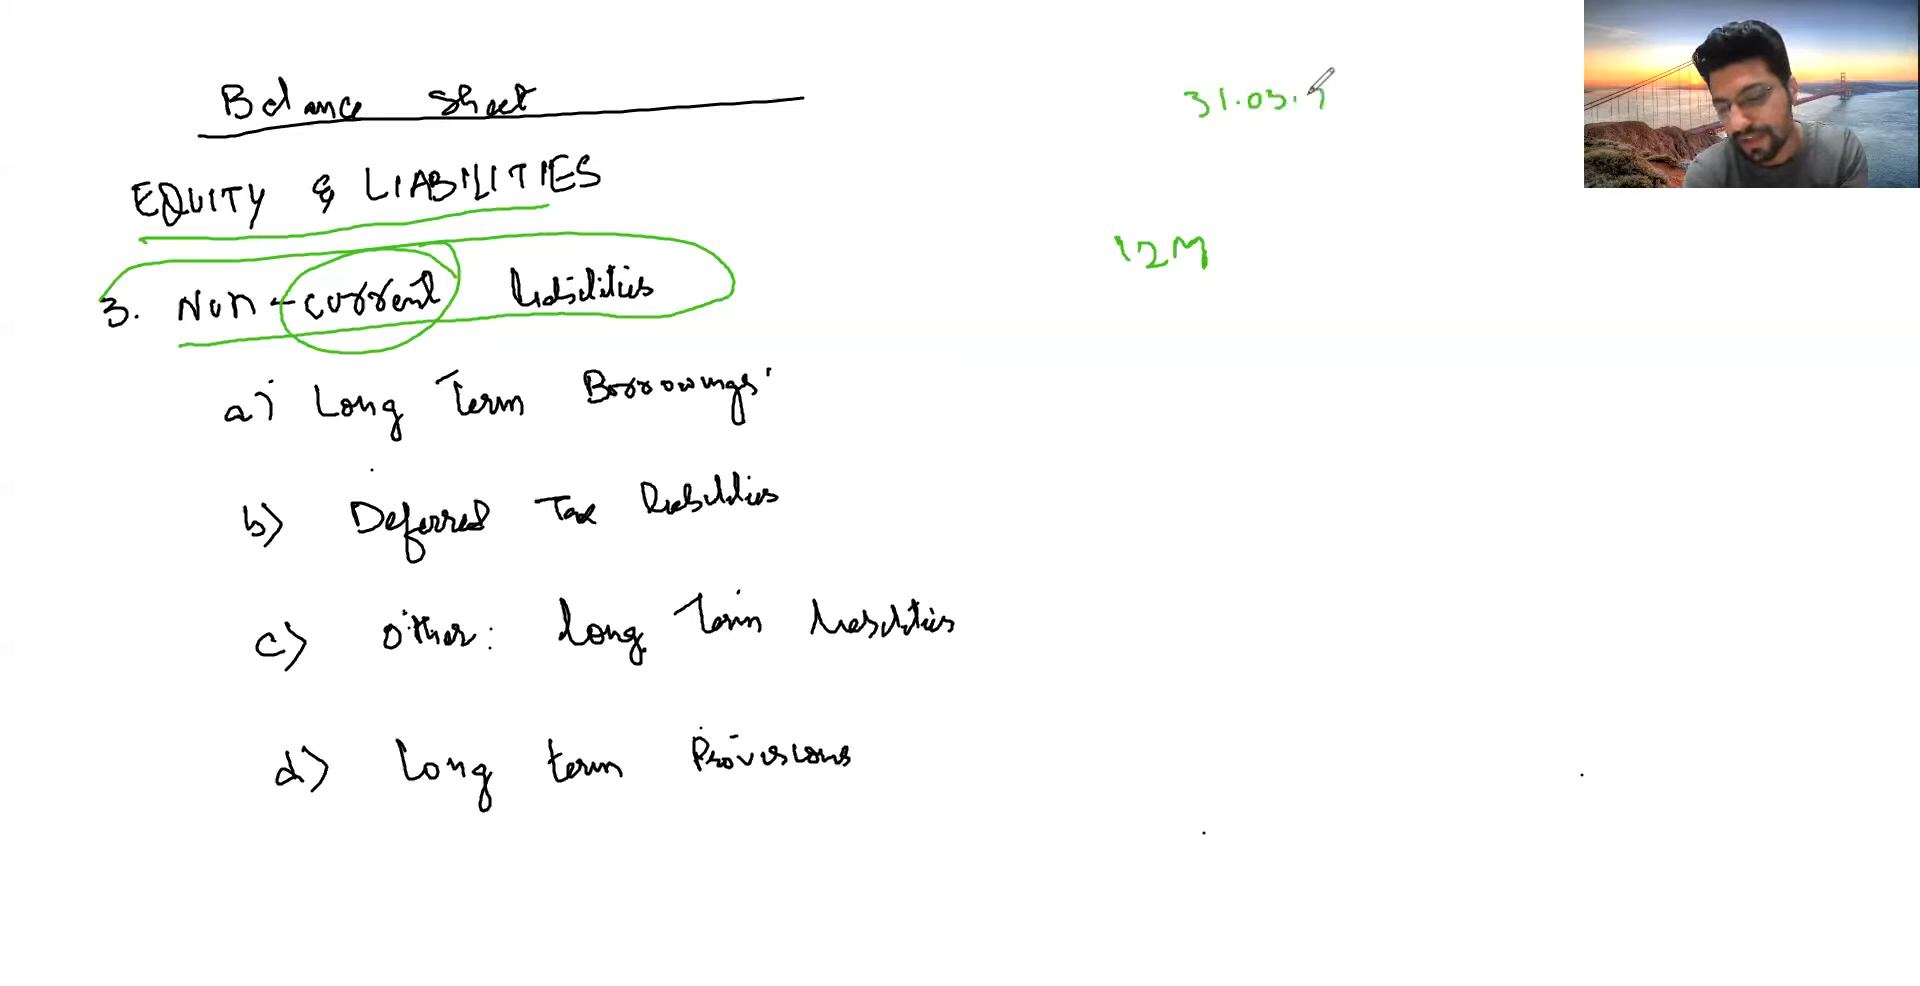 Balance Sheet
31.03.
EQUITY & LIABILITIES
12M
3. Non-current liabilities
a) Long Term Borrowings
b) Deferred Tax Liabilities
c) other: Long Term liabilities
d) Long term Provisions